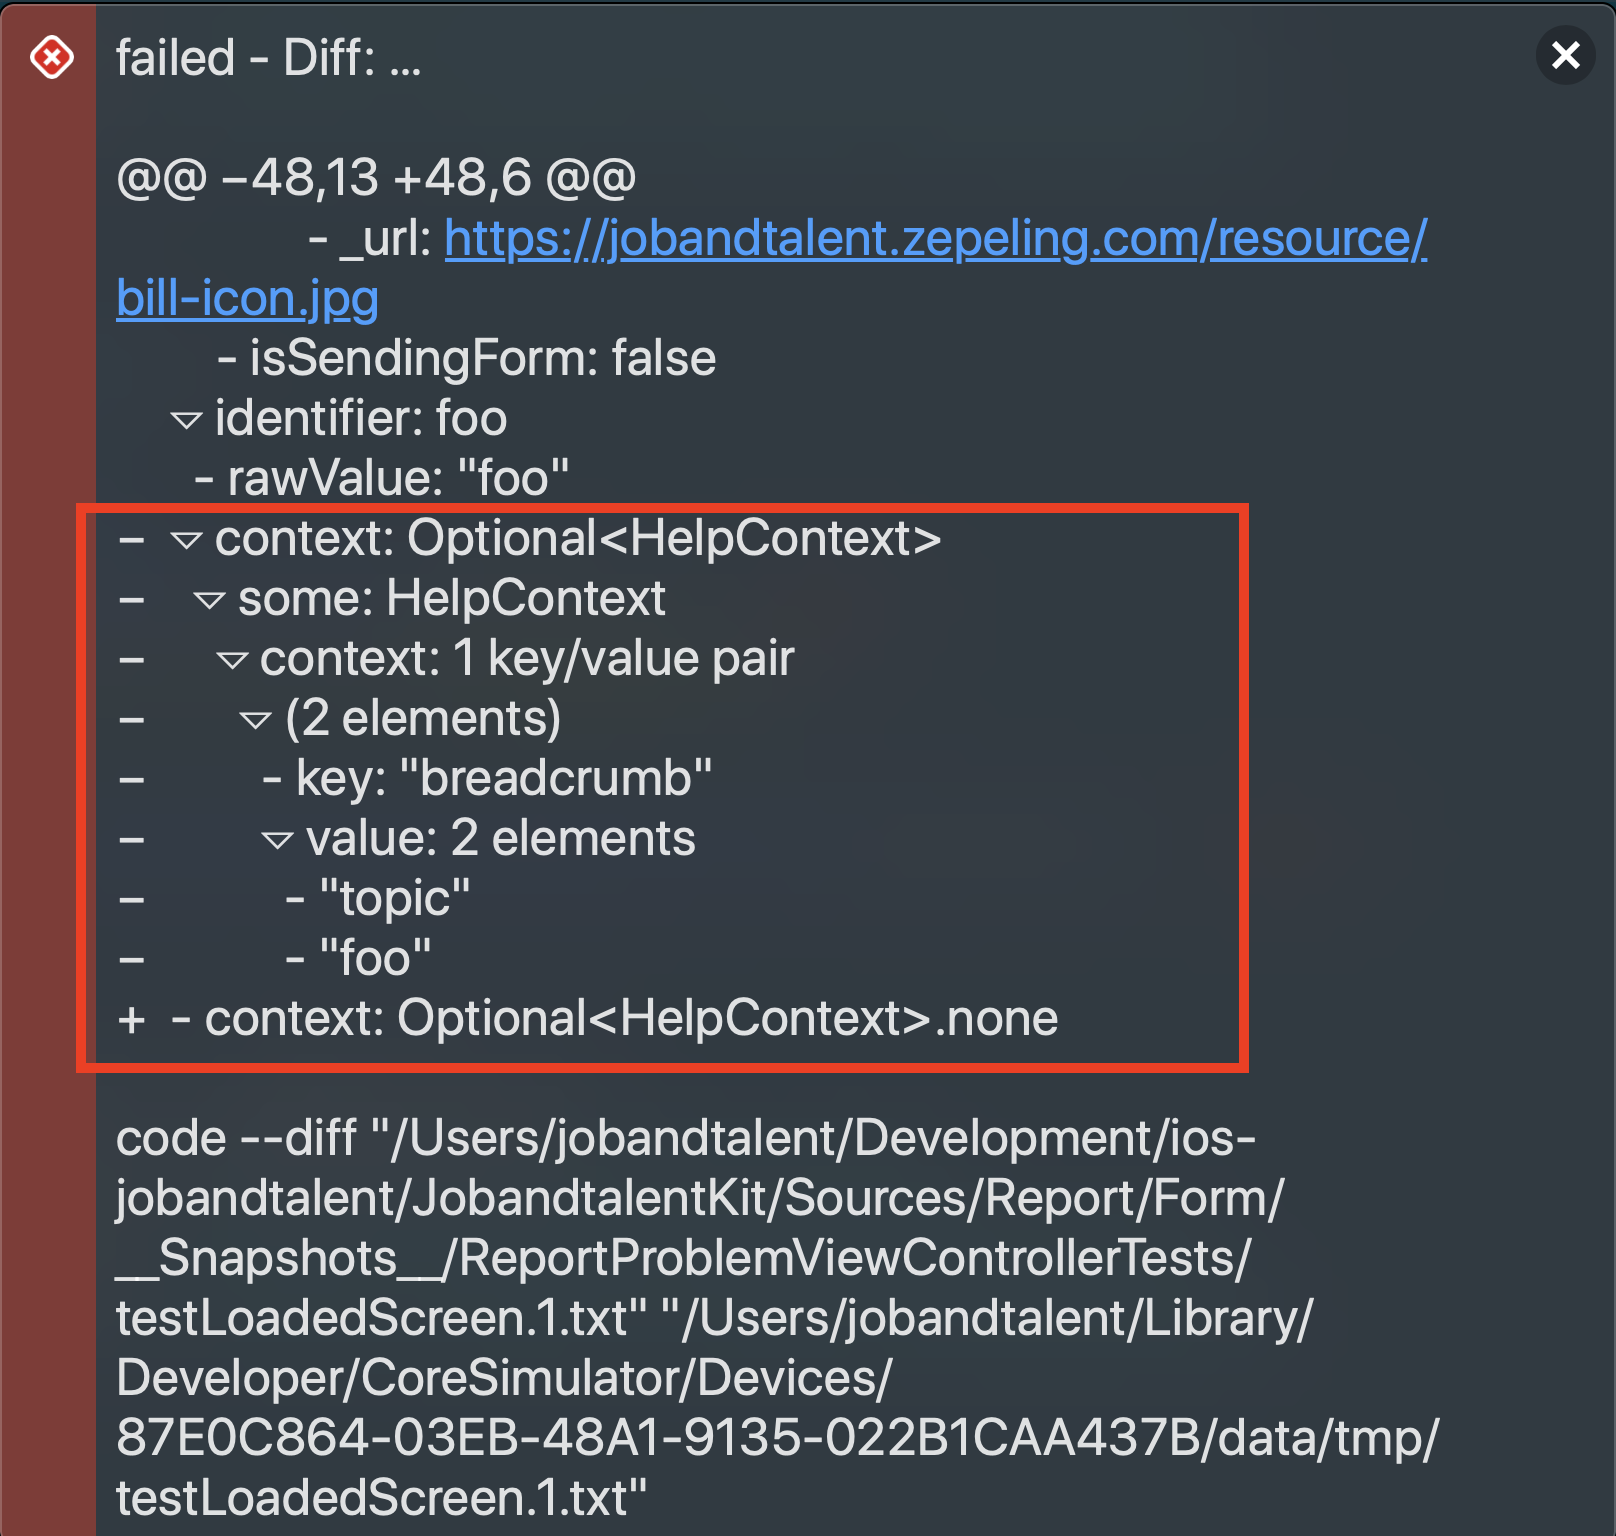 failed - Diff: ...
@@ −48,13 +48,6 @@
- _url: https://jobandtalent.zepeling.com/resource/
bill-icon.jpg
- isSendingForm: false
▿ identifier: foo
- rawValue: "foo"
− ▿ context: Optional<HelpContext>
− ▿ some: HelpContext
− ▿ context: 1 key/value pair
− ▿ (2 elements)
− - key: "breadcrumb"
− ▿ value: 2 elements
− - "topic"
− - "foo"
+ - context: Optional<HelpContext>.none
code --diff "/Users/jobandtalent/Development/ios-
jobandtalent/JobandtalentKit/Sources/Report/Form/
__Snapshots__/ReportProblemViewControllerTests/
testLoadedScreen.1.txt" "/Users/jobandtalent/Library/
Developer/CoreSimulator/Devices/
87E0C864-03EB-48A1-9135-022B1CAA437B/data/tmp/
testLoadedScreen.1.txt"